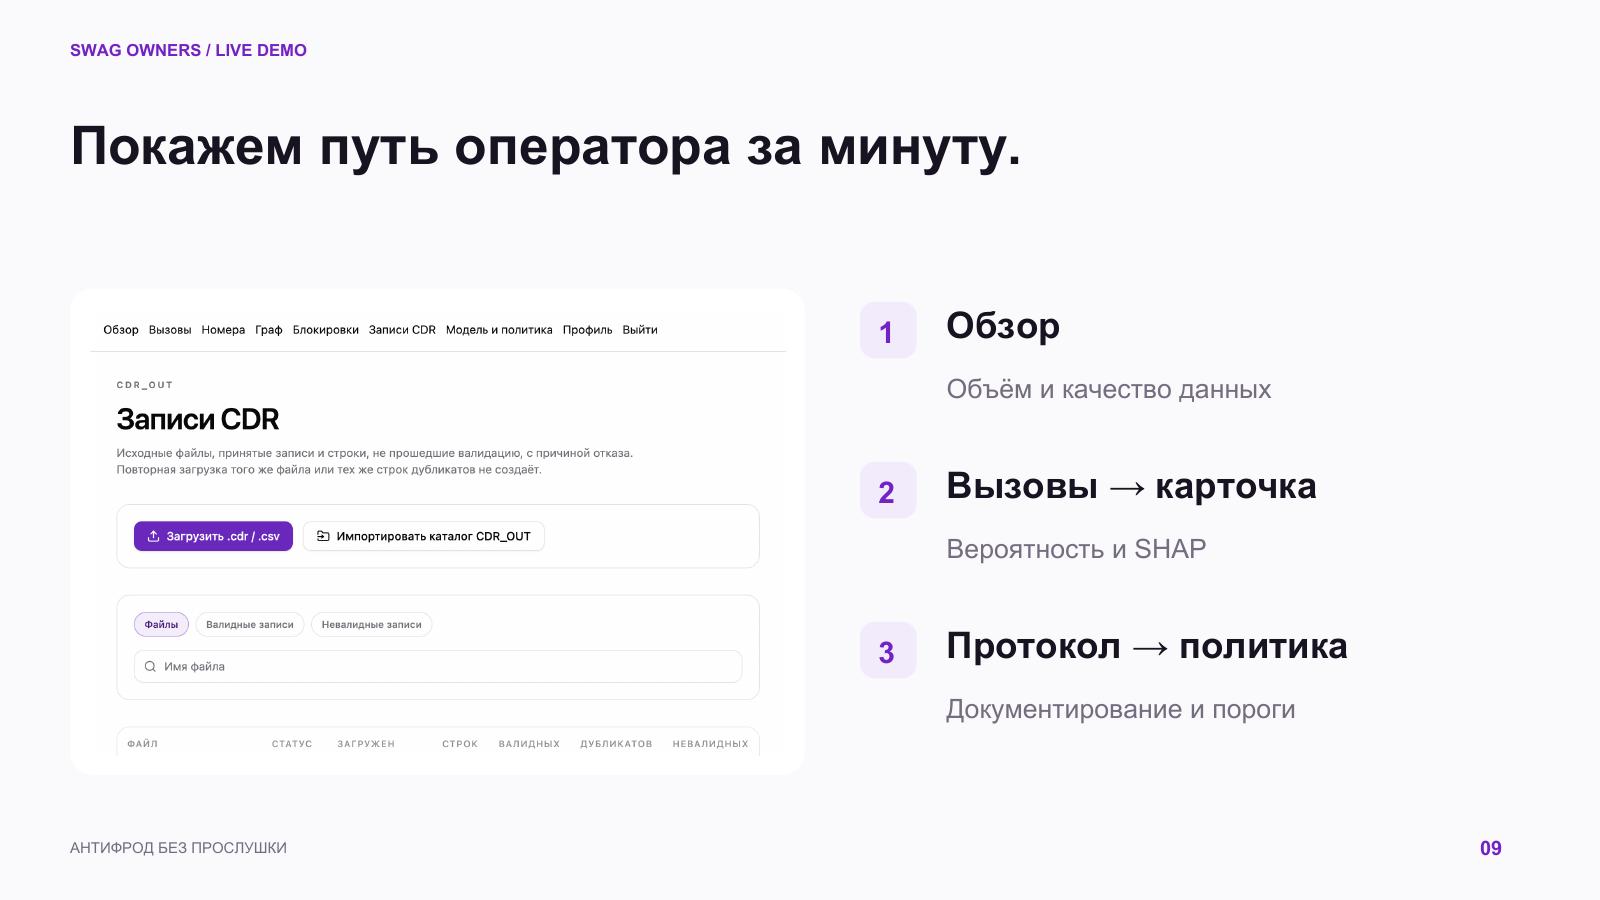 SWAG OWNERS / LIVE DEMO
Покажем путь оператора за минуту.
Обзор Вызовы Номера Граф Блокировки Записи CDR Модель и политика Профиль Выйти
CDR_OUT
Записи CDR
Исходные файлы, принятые записи и строки, не прошедшие валидацию, с причиной отказа.
Повторная загрузка того же файла или тех же строк дубликатов не создаёт.
Загрузить .cdr / .csv Импортировать каталог CDR_OUT
Файлы Валидные записи Невалидные записи
Имя файла
ФАЙЛ СТАТУС ЗАГРУЖЕН СТРОК ВАЛИДНЫХ ДУБЛИКАТОВ НЕВАЛИДНЫХ
1 Обзор
Объём и качество данных
2 Вызовы → карточка
Вероятность и SHAP
3 Протокол → политика
Документирование и пороги
АНТИФРОД БЕЗ ПРОСЛУШКИ
09